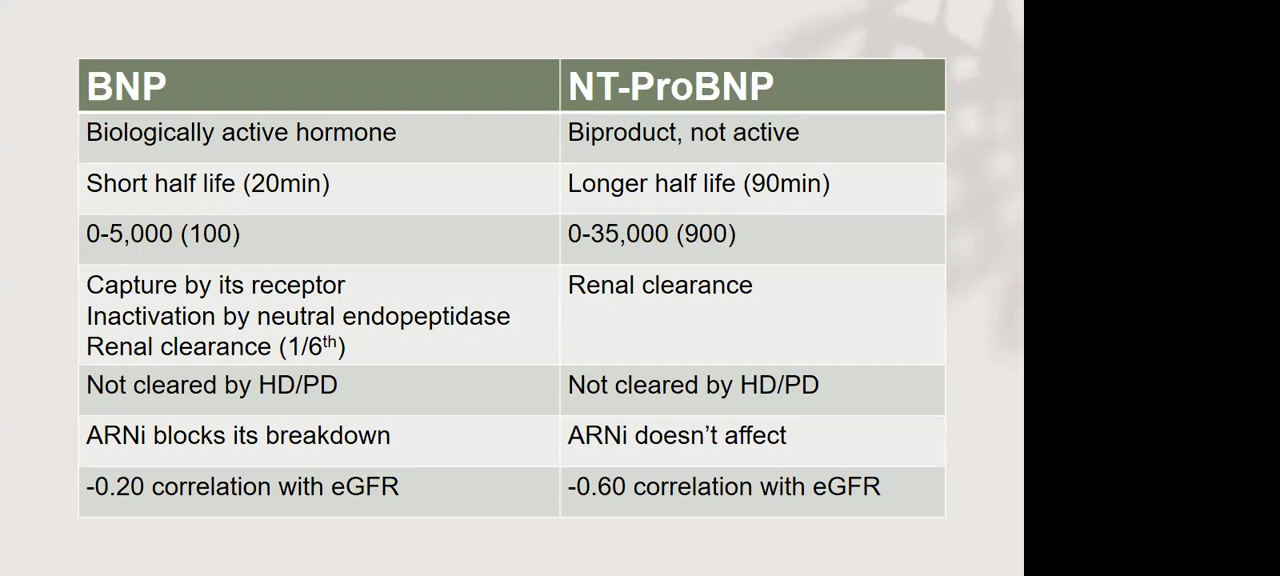 BNP
NT-ProBNP
Biologically active hormone
Biproduct, not active
Short half life (20min)
Longer half life (90min)
0-5,000 (100)
0-35,000 (900)
Capture by its receptor
Inactivation by neutral endopeptidase
Renal clearance (1/6th)
Renal clearance
Not cleared by HD/PD
Not cleared by HD/PD
ARNi blocks its breakdown
ARNi doesn’t affect
-0.20 correlation with eGFR
-0.60 correlation with eGFR